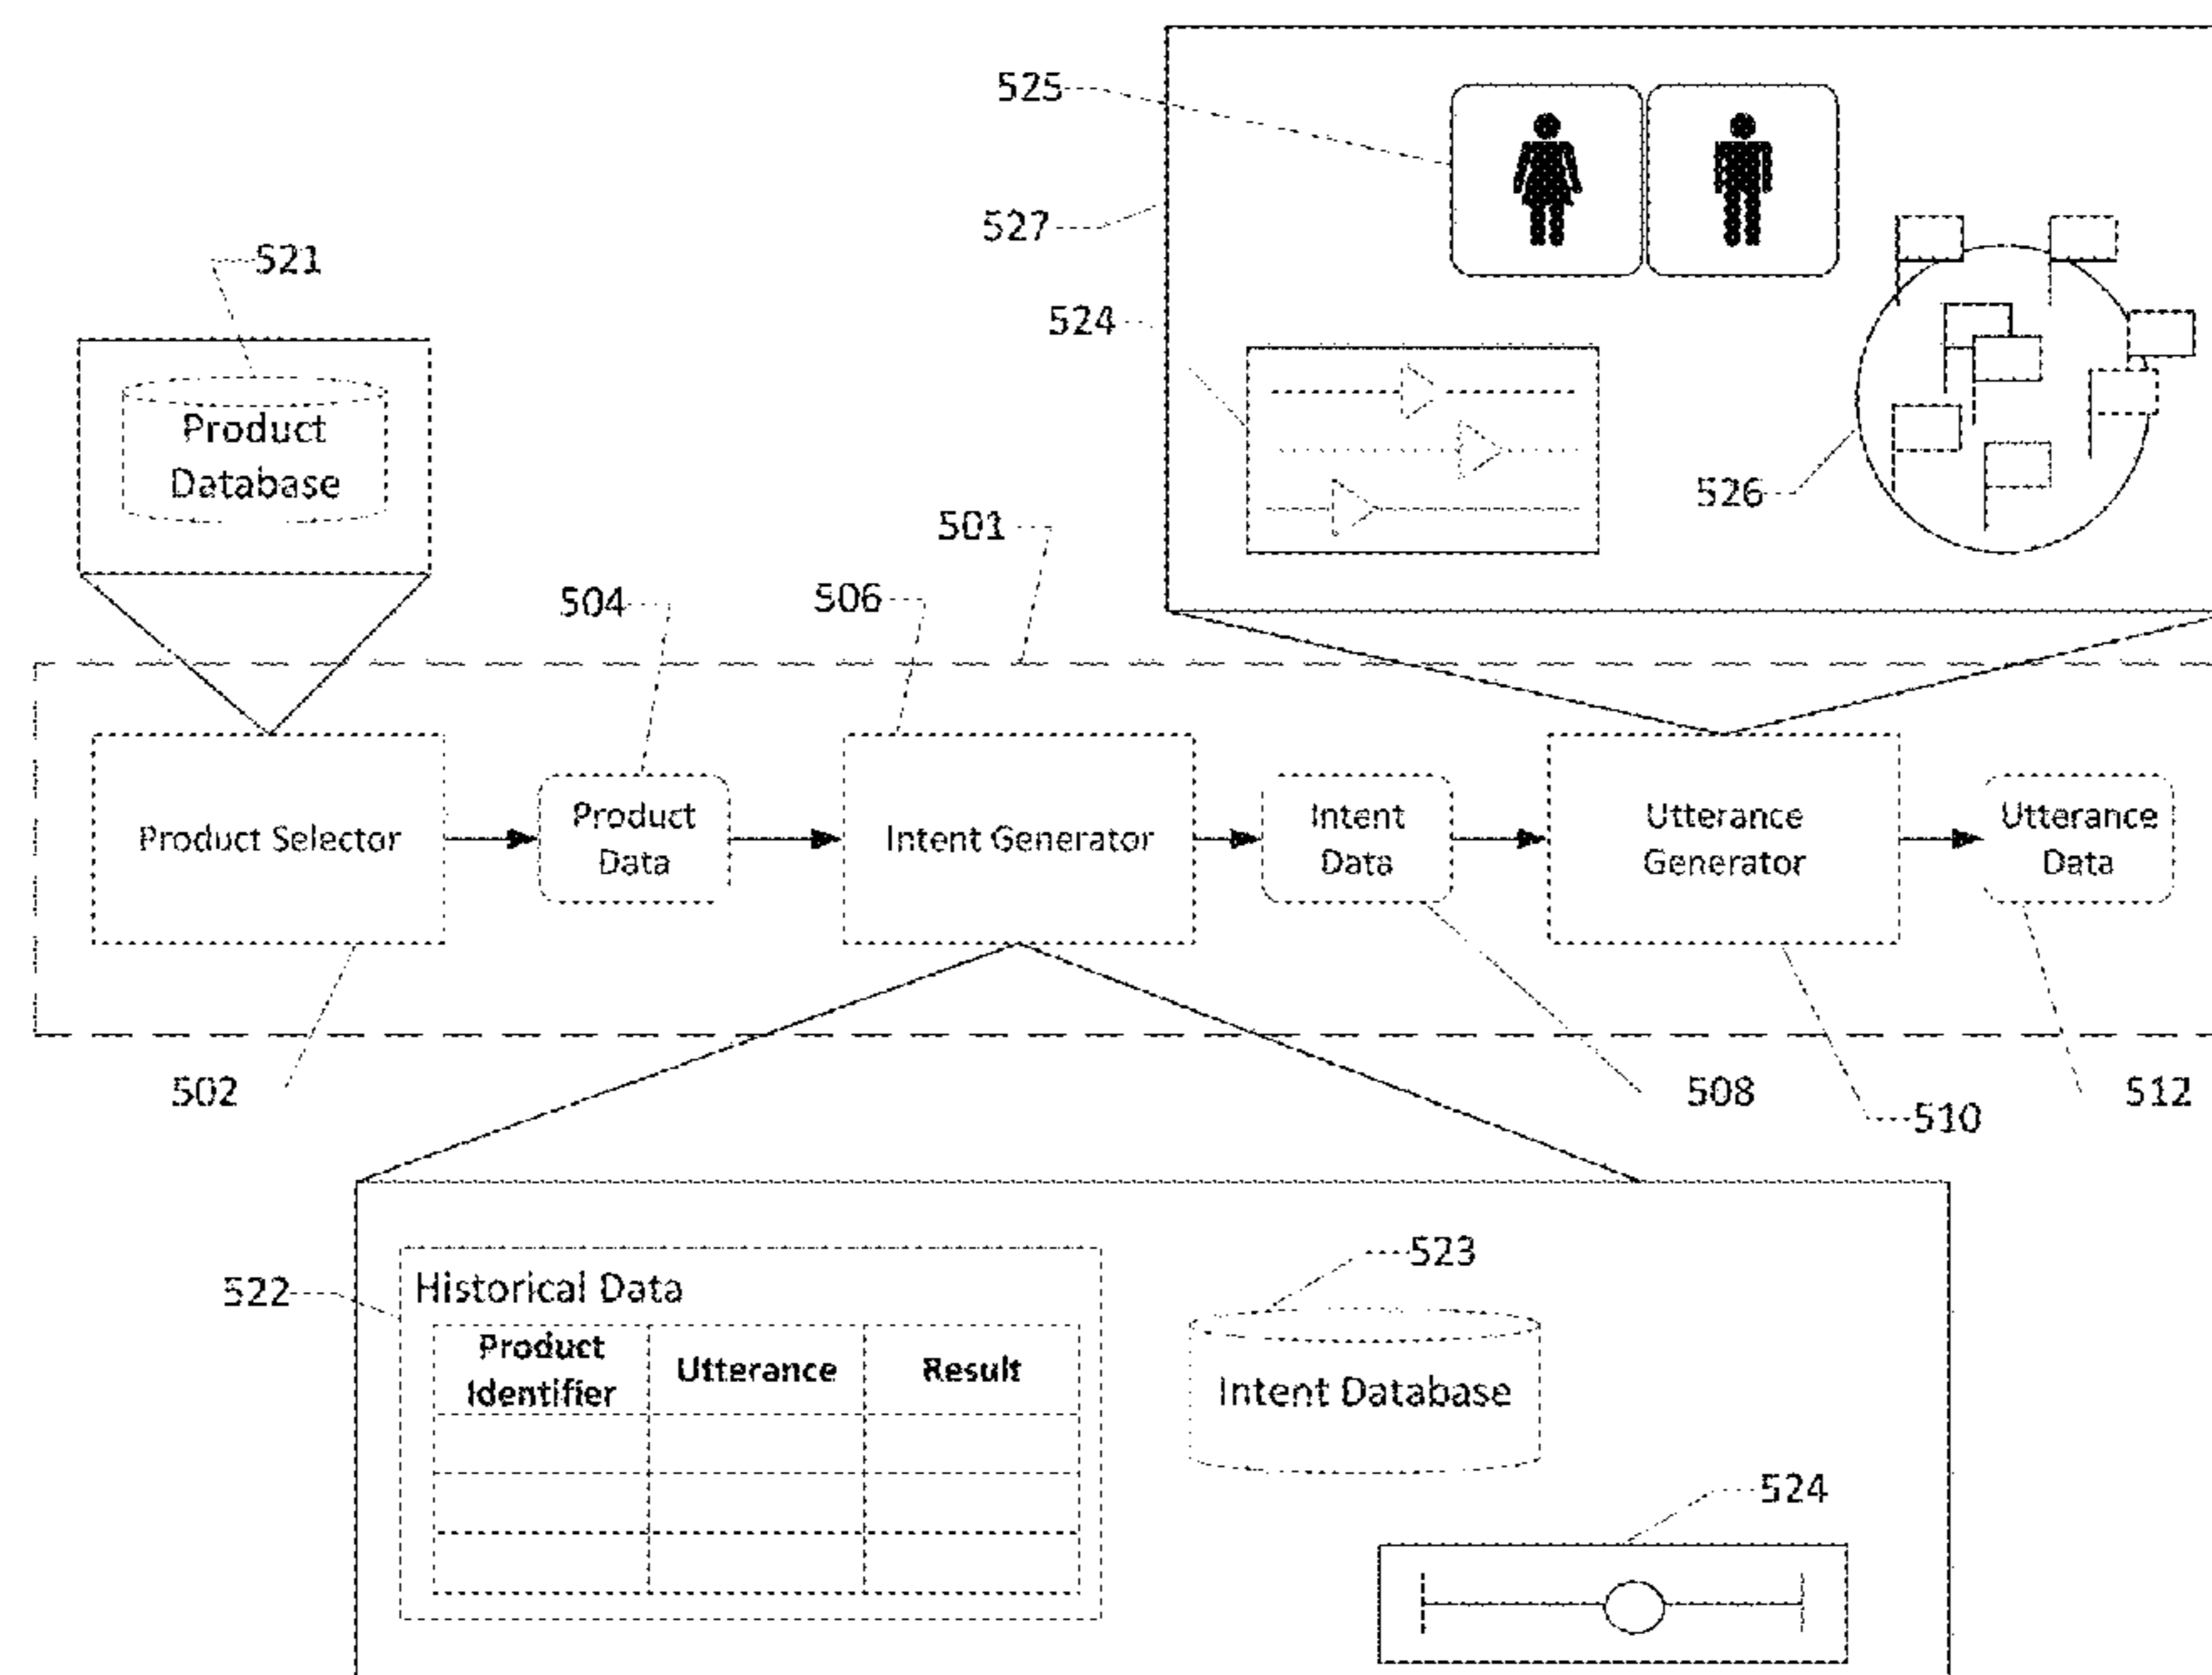 525
527
521
524
Product
Database
526
501
504
506
Product Selector
Product
Data
Intent Generator
Intent
Data
Utterance
Generator
Utterance
Data
502
508
510
512
522
Historical Data
523
Product
Identifier
Utterance
Result
Intent Database
524